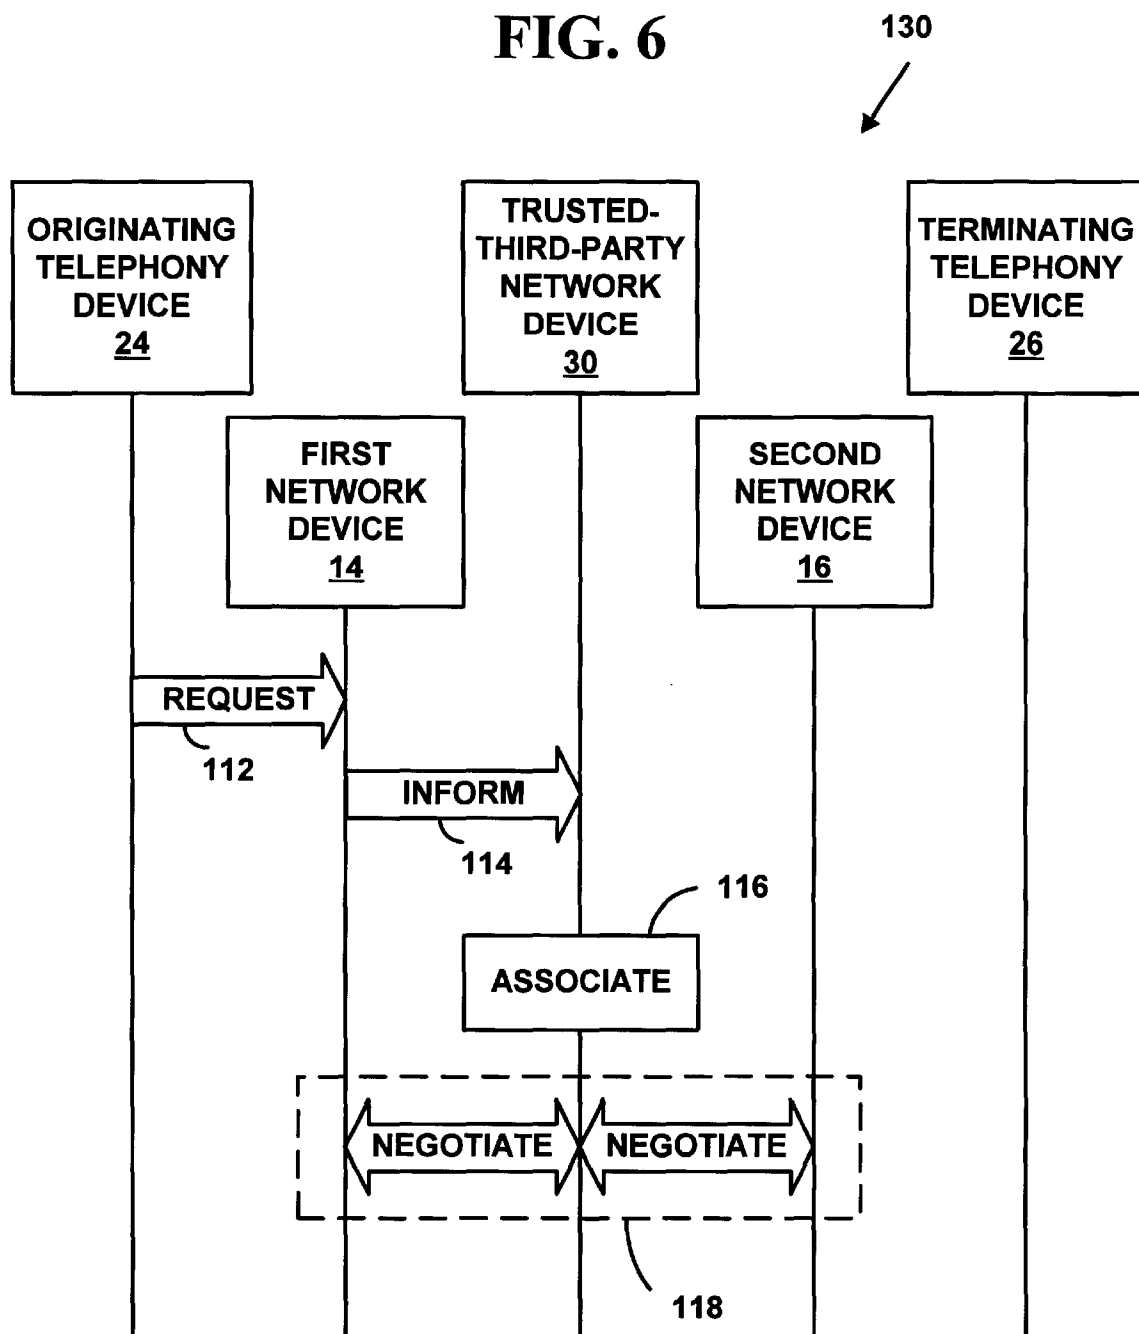 FIG. 6
130
ORIGINATING
TELEPHONY
DEVICE
24
TRUSTED-
THIRD-PARTY
NETWORK
DEVICE
30
TERMINATING
TELEPHONY
DEVICE
26
FIRST
NETWORK
DEVICE
14
SECOND
NETWORK
DEVICE
16
REQUEST
112
INFORM
114
116
ASSOCIATE
NEGOTIATE
NEGOTIATE
118